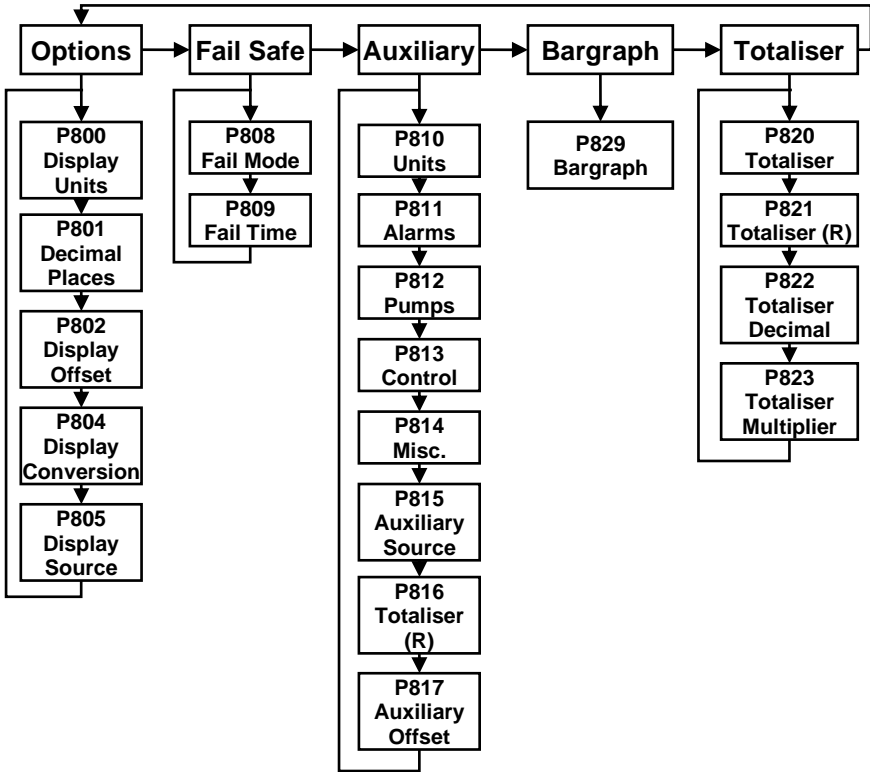 Options
Fail Safe
Auxiliary
Bargraph
Totaliser
P800
Display
Units
P801
Decimal
Places
P802
Display
Offset
P804
Display
Conversion
P805
Display
Source
P808
Fail Mode
P809
Fail Time
P810
Units
P811
Alarms
P812
Pumps
P813
Control
P814
Misc.
P815
Auxiliary
Source
P816
Totaliser
(R)
P817
Auxiliary
Offset
P829
Bargraph
P820
Totaliser
P821
Totaliser (R)
P822
Totaliser
Decimal
P823
Totaliser
Multiplier